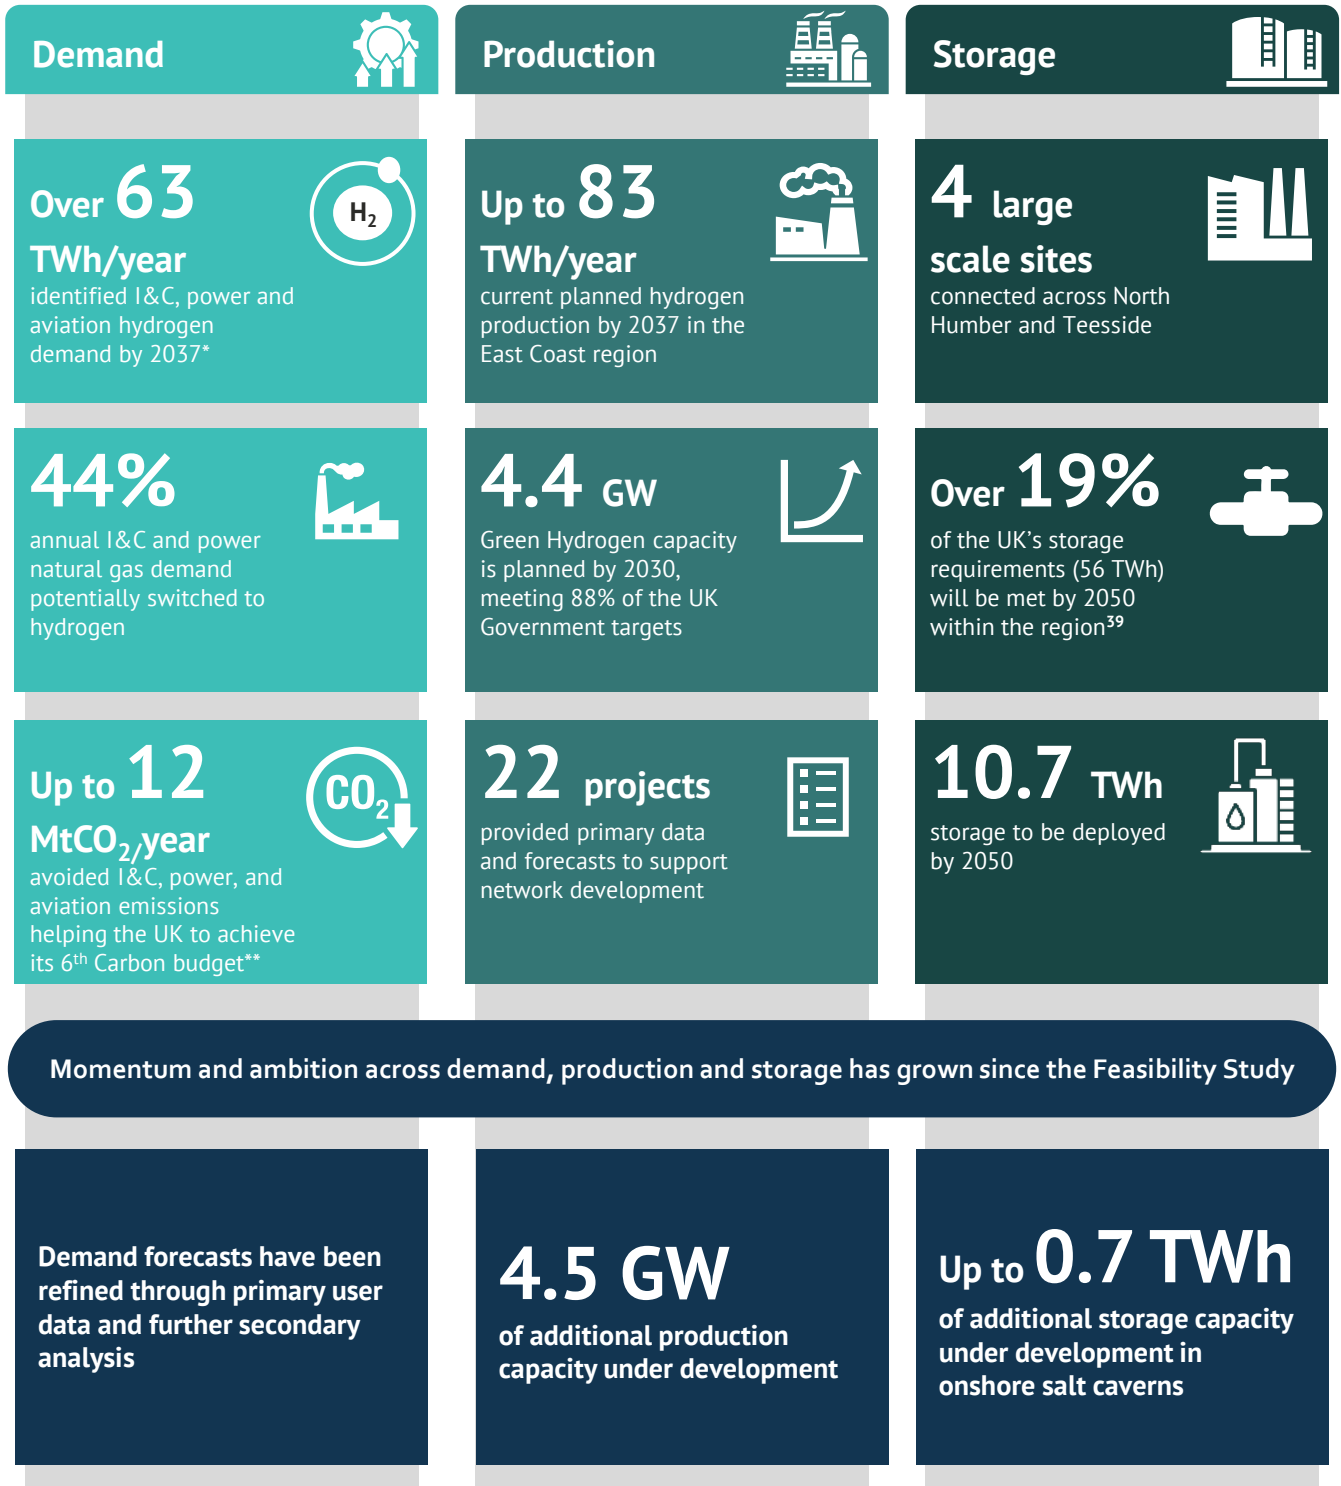 Demand
Over 63
TWh/year
identified I&C, power and
aviation hydrogen
demand by 2037*
H2
44%
annual I&C and power
natural gas demand
potentially switched to
hydrogen
Up to 12
MtCO2/year
avoided I&C, power, and
aviation emissions
helping the UK to achieve
its 6th Carbon budget**
CO2
Production
Up to 83
TWh/year
current planned hydrogen
production by 2037 in the
East Coast region
4.4 GW
Green Hydrogen capacity
is planned by 2030,
meeting 88% of the UK
Government targets
22 projects
provided primary data
and forecasts to support
network development
Storage
4 large
scale sites
connected across North
Humber and Teesside
Over 19%
of the UK’s storage
requirements (56 TWh)
will be met by 2050
within the region39
10.7 TWh
storage to be deployed
by 2050
Momentum and ambition across demand, production and storage has grown since the Feasibility Study
Demand forecasts have been
refined through primary user
data and further secondary
analysis
4.5 GW
of additional production
capacity under development
Up to 0.7 TWh
of additional storage capacity
under development in
onshore salt caverns